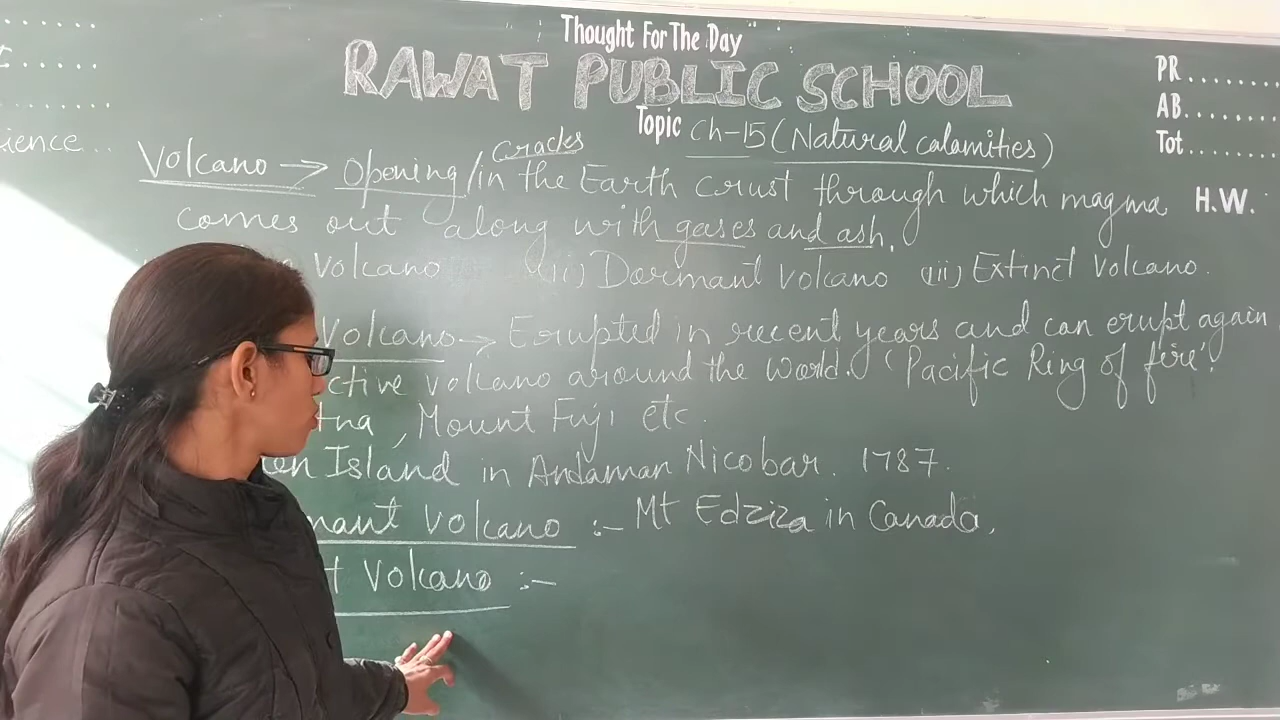 Thought For The Day
RAWAT PUBLIC SCHOOL
PR........
AB........
Tot........
Topic Ch-15 (Natural calamities)
ience..
Cracks
Volcano → Opening/in the Earth crust through which magma
H.W.
comes out along with gases and ash.
Volcano (ii) Dormant volcano (iii) Extinct Volcano.
Volcano → Erupted in recent years and can erupt again
ctive volcano around the world. 'Pacific Ring of fire'.
tna, Mount Fuji etc.
en Island in Andaman Nicobar. 1787.
mant Volcano :- Mt Edziza in Canada,
t Volcano :-